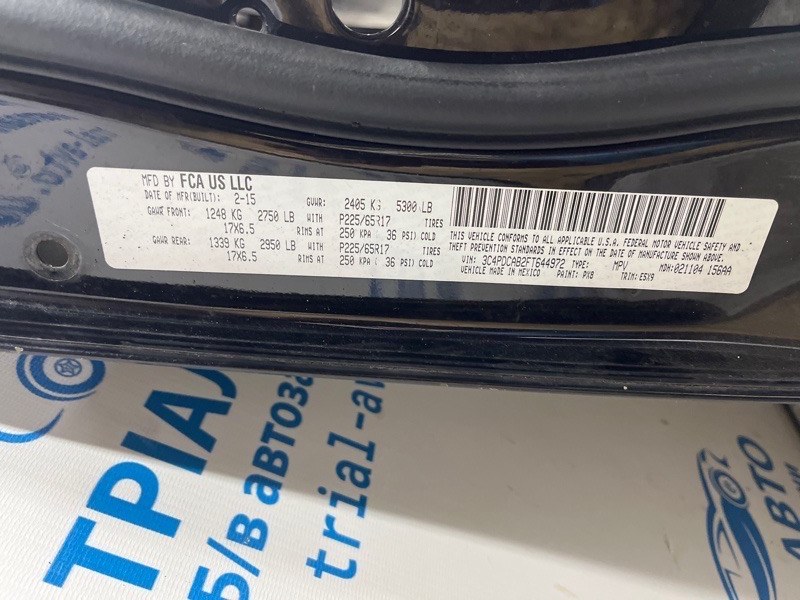 MFD BY FCA US LLC
DATE OF MFR(BUILT): 2-15 GVWR: 2405 KG 5300 LB
GAWR FRONT: 1248 KG 2750 LB WITH P225/65R17 TIRES
17X6.5 RIMS AT 250 KPA ( 36 PSI) COLD
GAWR REAR: 1339 KG 2950 LB WITH P225/65R17 TIRES
17X6.5 RIMS AT 250 KPA ( 36 PSI) COLD
THIS VEHICLE CONFORMS TO ALL APPLICABLE U.S.A. FEDERAL MOTOR VEHICLE SAFETY AND
THEFT PREVENTION STANDARDS IN EFFECT ON THE DATE OF MANUFACTURE SHOWN ABOVE.
VIN: 3C4PDCAB2FT644972 TYPE: MPV MDH: 021104 156AA
VEHICLE MADE IN MEXICO PAINT: PX8 TRIM: E5X9
ТРІАЛ
Б/в автоза
trial-av
АВТО